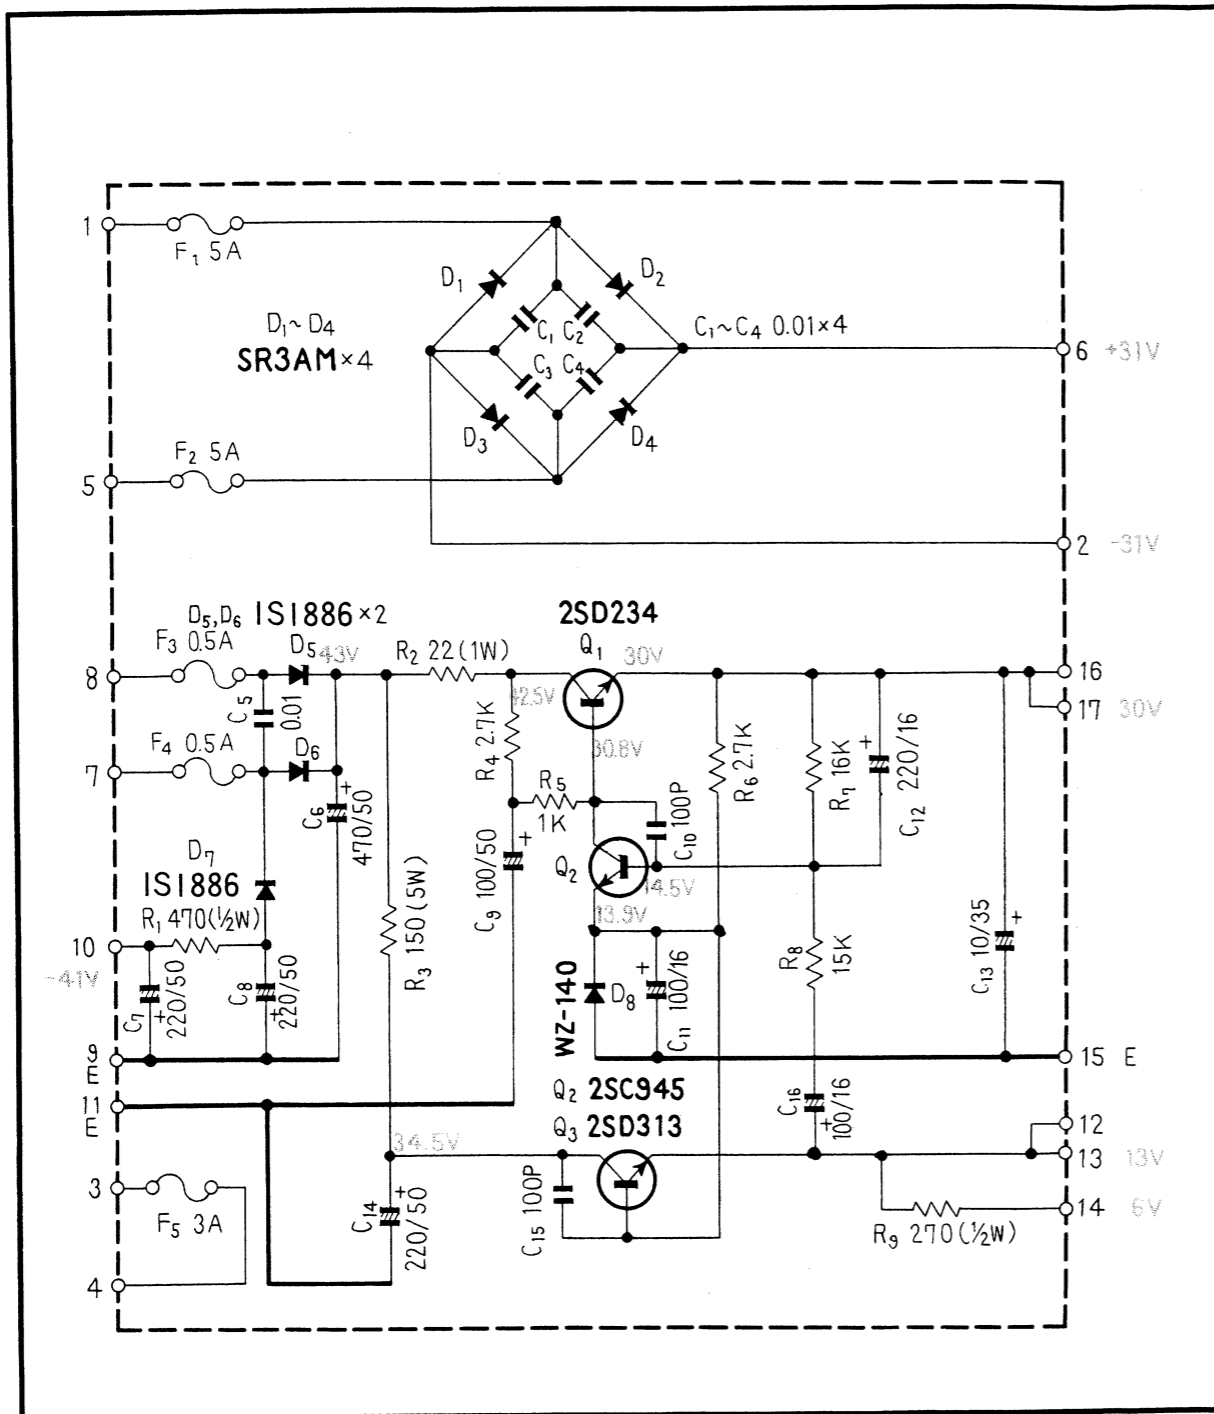 1
F1 5A
D1 D2
D1~D4
SR3AM×4
C1 C2
C3 C4
C1~C4 0.01×4
6 +31V
D3 D4
5
F2 5A
2 -31V
D5, D6 1S1886×2
2SD234
Q1
8
F3 0.5A
D5
43V
R2 22(1W)
42.5V
30V
16
17 30V
C5 0.01
7
F4 0.5A
D6
C6 470/50
R4 2.7K
30.8V
R5
1K
C10 100P
R6 2.7K
R7 16K
+
C12 220/16
D7
1S1886
R1 470(½W)
10
-41V
C7 220/50
+
C8 220/50
+
R3 150(5W)
C9 100/50
+
Q2
14.5V
13.9V
WZ-140
D8
C11 100/16
+
R8 15K
C13 10/35
+
9
E
15 E
11
E
Q2 2SC945
Q3 2SD313
C16 100/16
+
12
13 13V
14 6V
34.5V
3
F5 3A
4
C14 220/50
+
C15 100P
R9 270(½W)